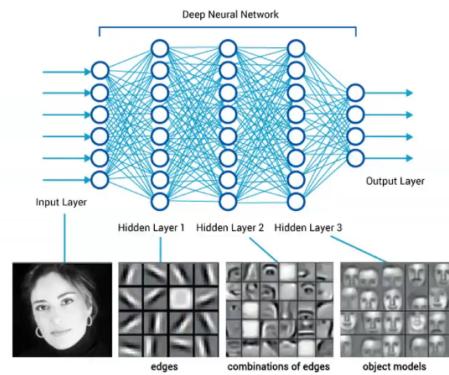 Deep Neural Network
Input Layer
Output Layer
Hidden Layer 1 Hidden Layer 2 Hidden Layer 3
edges
combinations of edges
object models